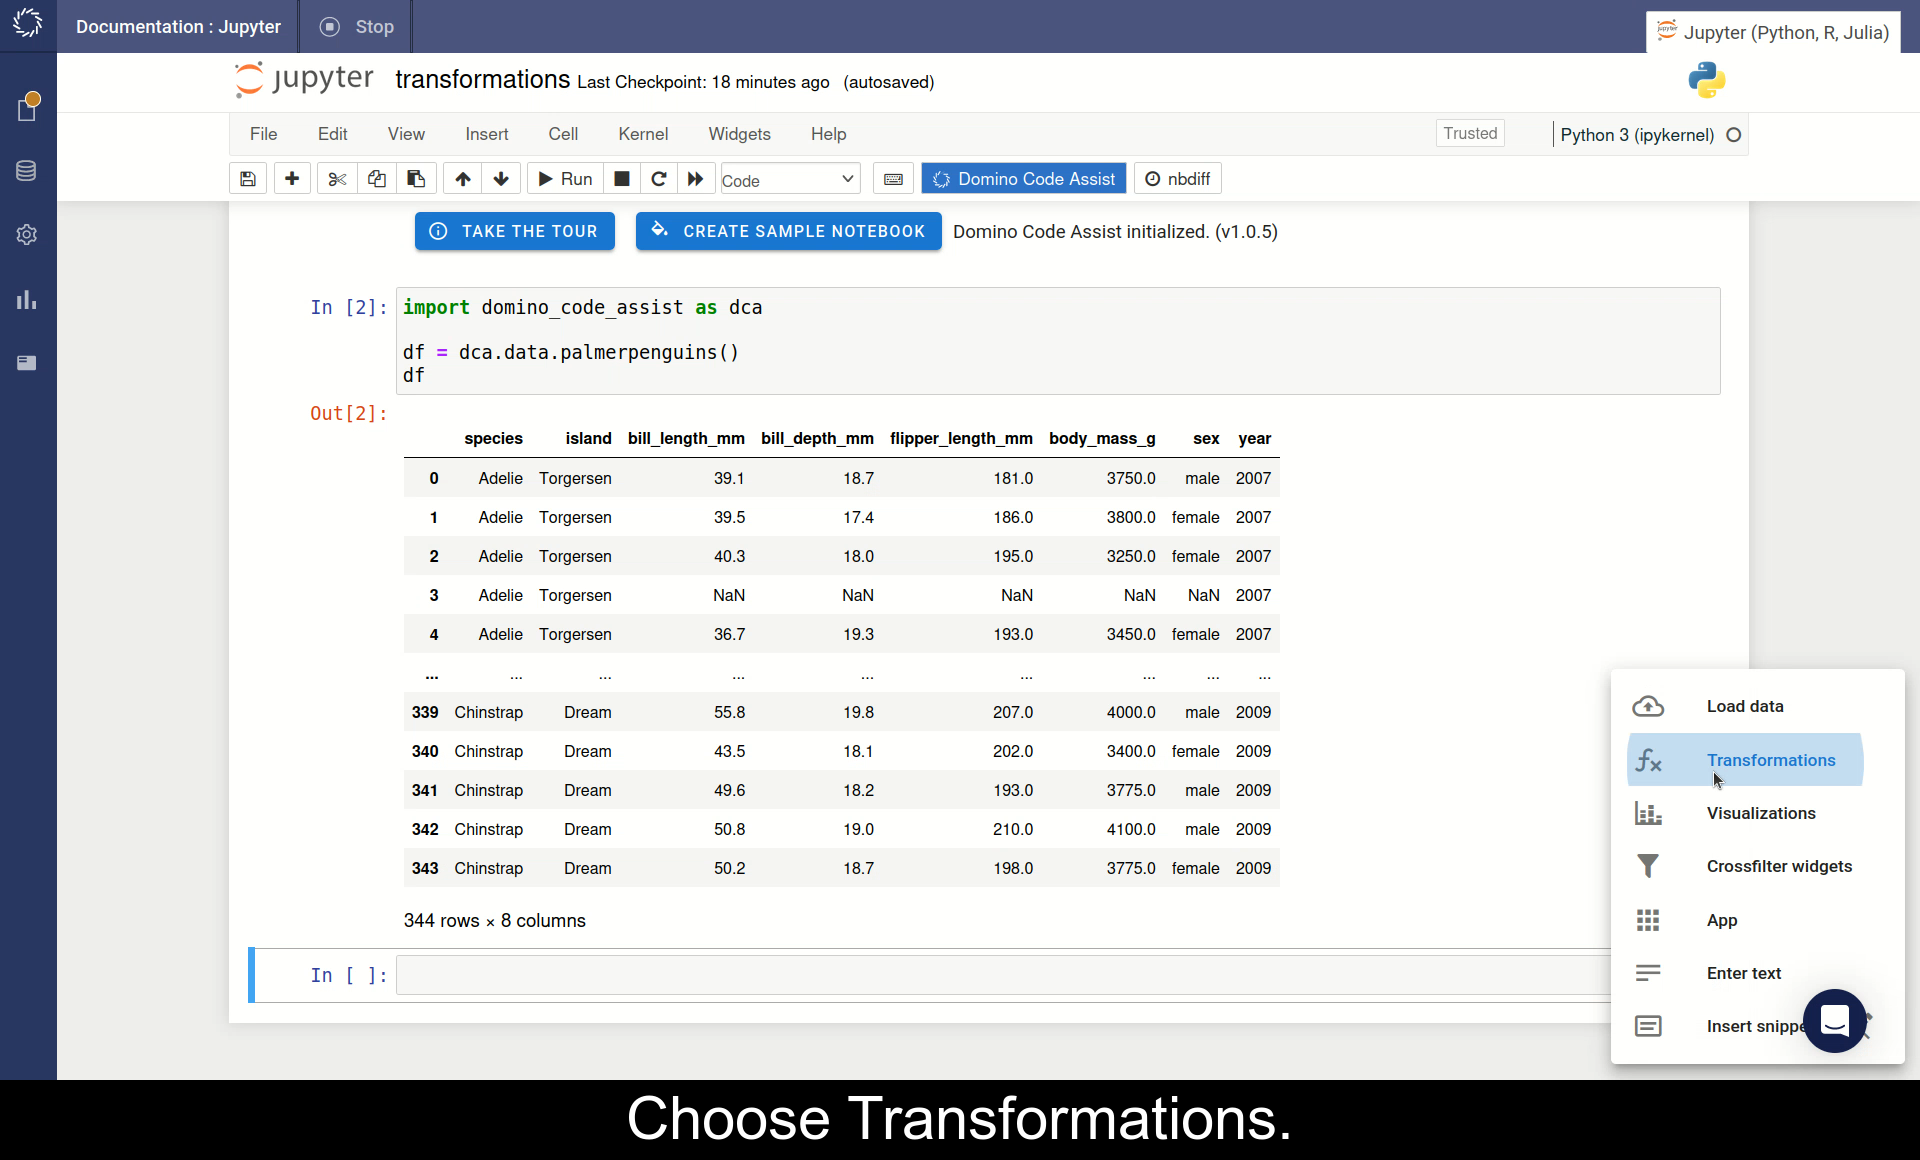 Documentation : Jupyter Stop Jupyter (Python, R, Julia)
jupyter transformations Last Checkpoint: 18 minutes ago (autosaved)
File Edit View Insert Cell Kernel Widgets Help Trusted Python 3 (ipykernel)
Run Code Domino Code Assist nbdiff
TAKE THE TOUR CREATE SAMPLE NOTEBOOK Domino Code Assist initialized. (v1.0.5)
In [2]: import domino_code_assist as dca
df = dca.data.palmerpenguins()
df
Out[2]:
species island bill_length_mm bill_depth_mm flipper_length_mm body_mass_g sex year
0 Adelie Torgersen 39.1 18.7 181.0 3750.0 male 2007
1 Adelie Torgersen 39.5 17.4 186.0 3800.0 female 2007
2 Adelie Torgersen 40.3 18.0 195.0 3250.0 female 2007
3 Adelie Torgersen NaN NaN NaN NaN NaN 2007
4 Adelie Torgersen 36.7 19.3 193.0 3450.0 female 2007
... ... ... ... ... ... ... ... ...
339 Chinstrap Dream 55.8 19.8 207.0 4000.0 male 2009
340 Chinstrap Dream 43.5 18.1 202.0 3400.0 female 2009
341 Chinstrap Dream 49.6 18.2 193.0 3775.0 male 2009
342 Chinstrap Dream 50.8 19.0 210.0 4100.0 male 2009
343 Chinstrap Dream 50.2 18.7 198.0 3775.0 female 2009
344 rows × 8 columns
In [ ]:
Load data
fx Transformations
Visualizations
Crossfilter widgets
App
Enter text
Insert snippe
Choose Transformations.